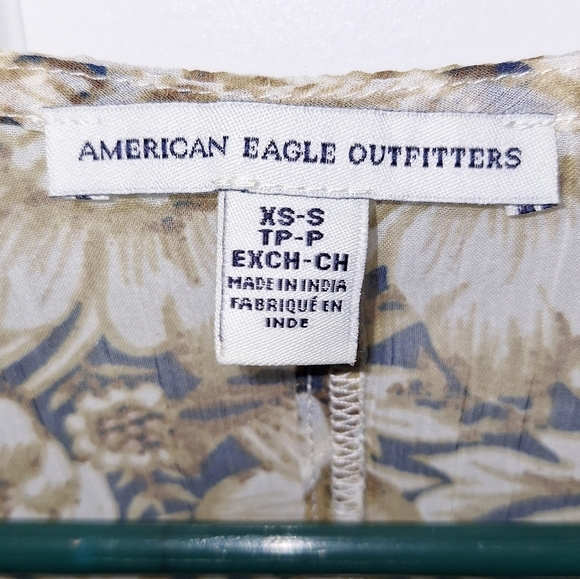 AMERICAN EAGLE OUTFITTERS
XS-S
TP-P
EXCH-CH
MADE IN INDIA
FABRIQUÉ EN
INDE